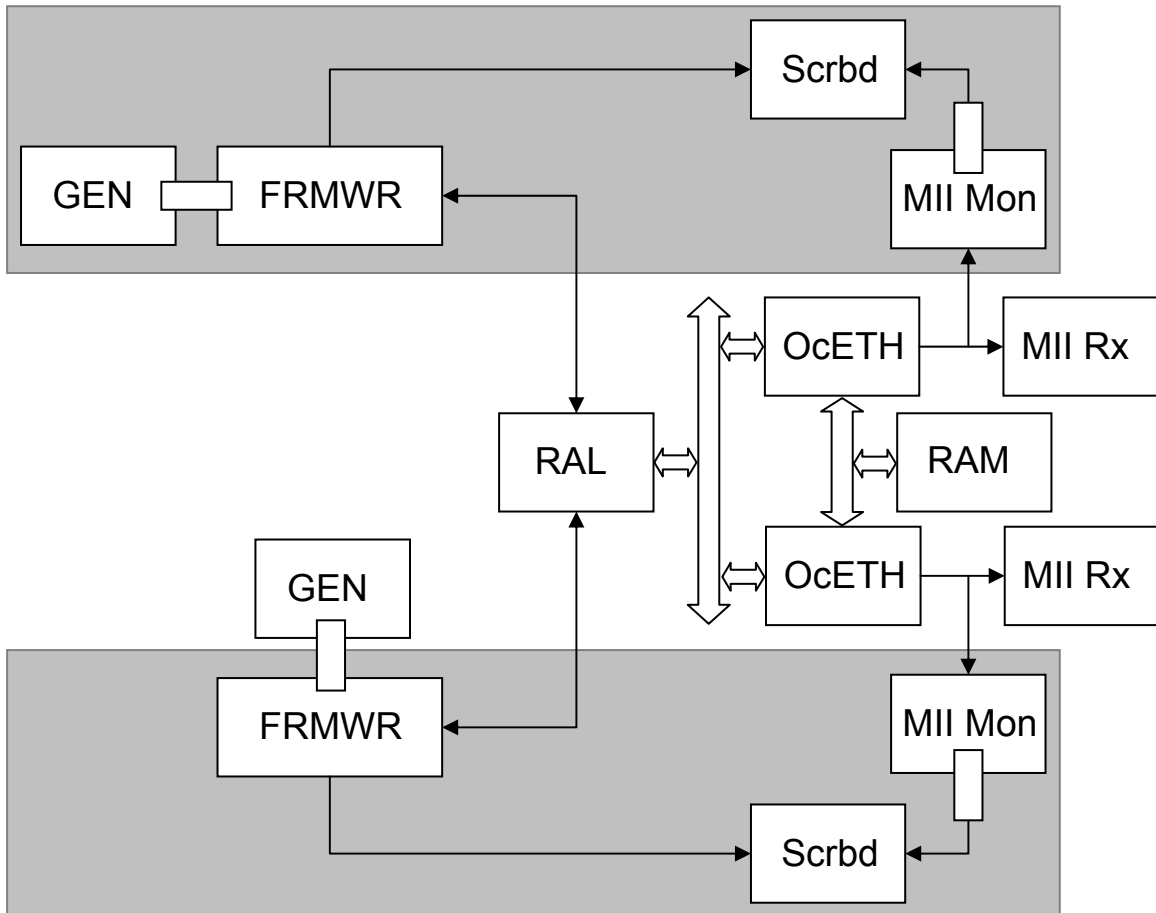 Scrbd
GEN
FRMWR
MII Mon
OcETH
MII Rx
RAL
RAM
GEN
OcETH
MII Rx
FRMWR
MII Mon
Scrbd